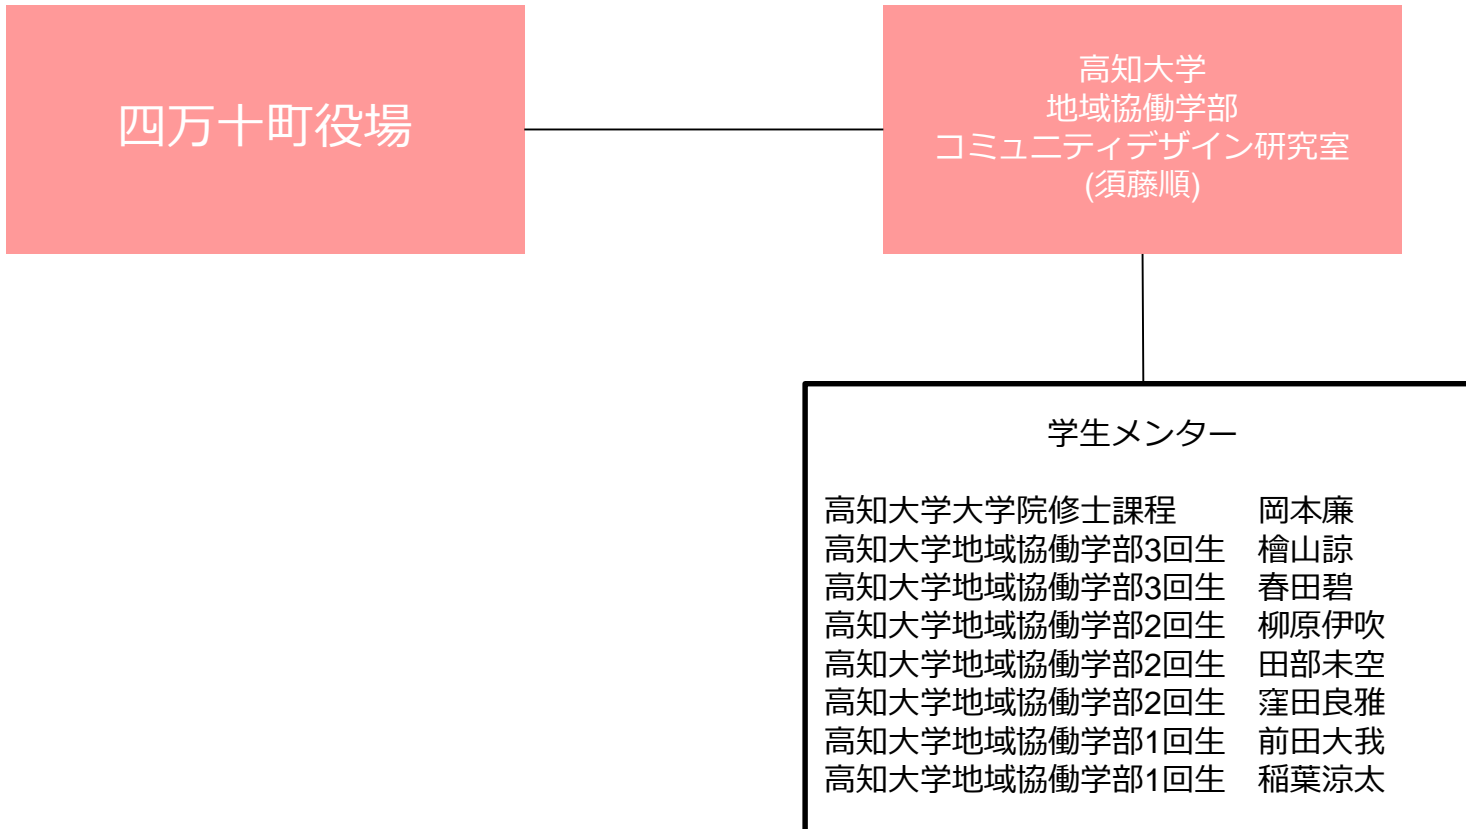 四万十町役場
高知大学
地域協働学部
コミュニティデザイン研究室
(須藤順)
学生メンター
高知大学大学院修士課程　岡本廉
高知大学地域協働学部3回生　檜山諒
高知大学地域協働学部3回生　春田碧
高知大学地域協働学部2回生　柳原伊吹
高知大学地域協働学部2回生　田部未空
高知大学地域協働学部2回生　窪田良雅
高知大学地域協働学部1回生　前田大我
高知大学地域協働学部1回生　稲葉涼太